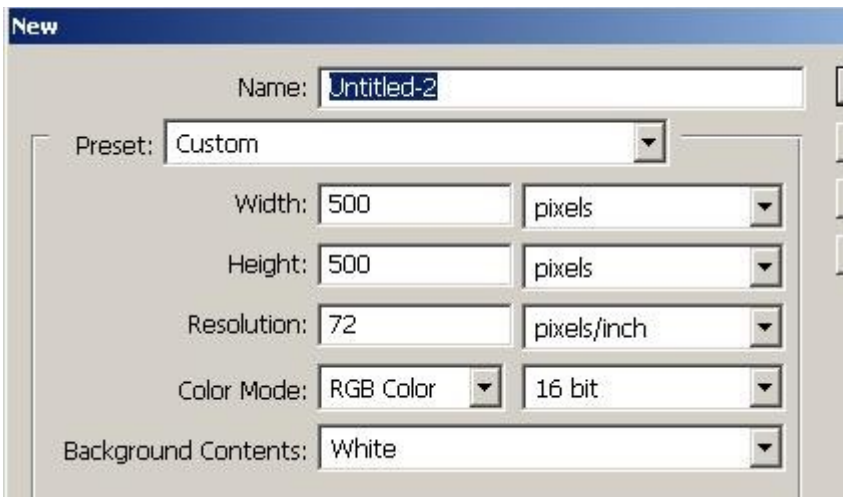 New
Name: Untitled-2
Preset: Custom
Width: 500 pixels
Height: 500 pixels
Resolution: 72 pixels/inch
Color Mode: RGB Color 16 bit
Background Contents: White